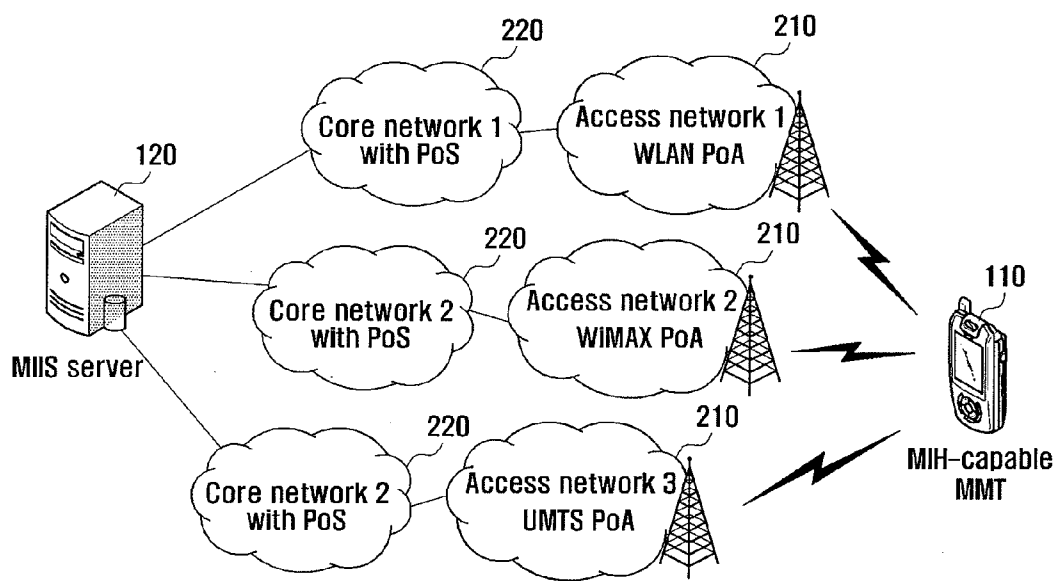 220
210
Core network 1
with PoS
Access network 1
WLAN PoA
120
220
210
110
Core network 2
with PoS
Access network 2
WiMAX PoA
MIIS server
220
210
Core network 2
with PoS
Access network 3
UMTS PoA
MIH-capable
MMT